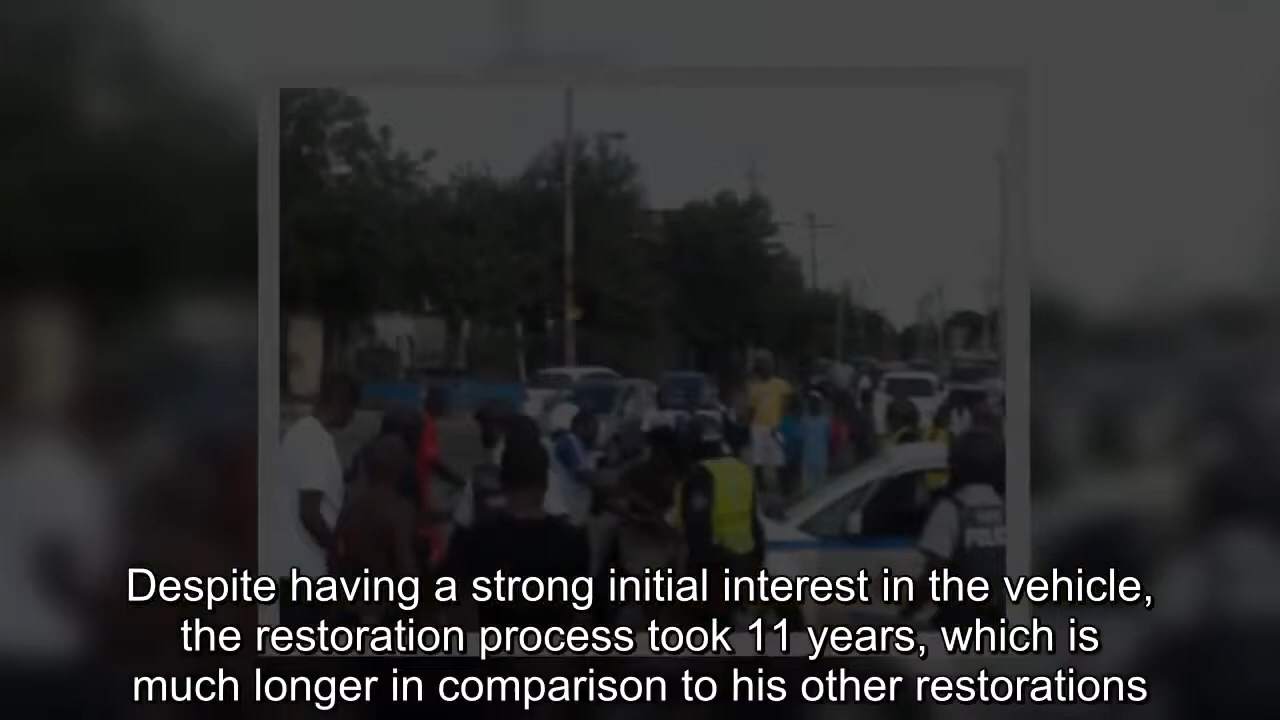 Despite having a strong initial interest in the vehicle,
the restoration process took 11 years, which is
much longer in comparison to his other restorations
POLICE